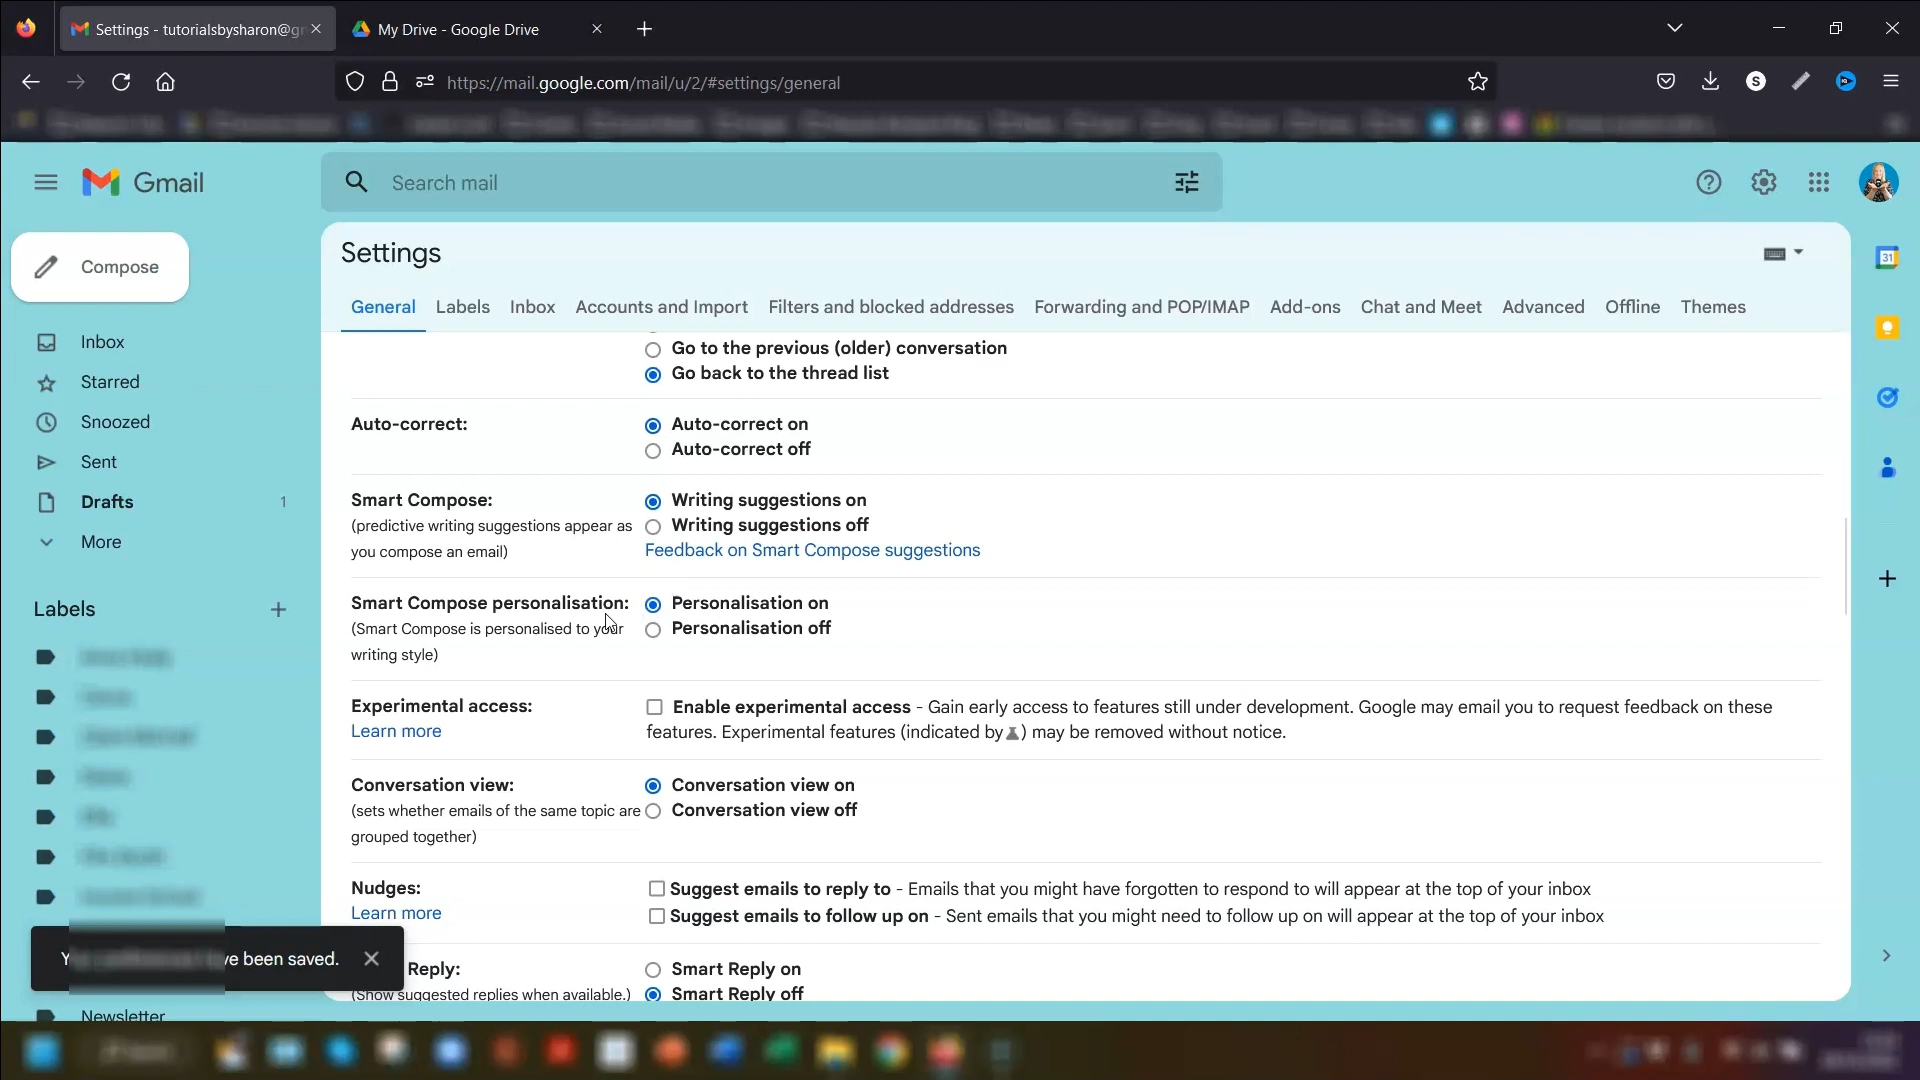 Settings - tutorialsbysharon@gm
My Drive - Google Drive
https://mail.google.com/mail/u/2/#settings/general
S
Gmail
Search mail
Settings
Compose
General
Labels
Inbox
Accounts and Import
Filters and blocked addresses
Forwarding and POP/IMAP
Add-ons
Chat and Meet
Advanced
Offline
Themes
Inbox
Starred
Snoozed
Sent
Drafts 1
More
Labels
Go to the previous (older) conversation
Go back to the thread list
Auto-correct:
Auto-correct on
Auto-correct off
Smart Compose:
(predictive writing suggestions appear as
you compose an email)
Writing suggestions on
Writing suggestions off
Feedback on Smart Compose suggestions
Smart Compose personalisation:
(Smart Compose is personalised to your
writing style)
Personalisation on
Personalisation off
Experimental access:
Learn more
Enable experimental access - Gain early access to features still under development. Google may email you to request feedback on these
features. Experimental features (indicated by ) may be removed without notice.
Conversation view:
(sets whether emails of the same topic are
grouped together)
Conversation view on
Conversation view off
Nudges:
Learn more
Suggest emails to reply to - Emails that you might have forgotten to respond to will appear at the top of your inbox
Suggest emails to follow up on - Sent emails that you might need to follow up on will appear at the top of your inbox
Reply:
(Show suggested replies when available.)
Smart Reply on
Smart Reply off
been saved.
Newsletter
31